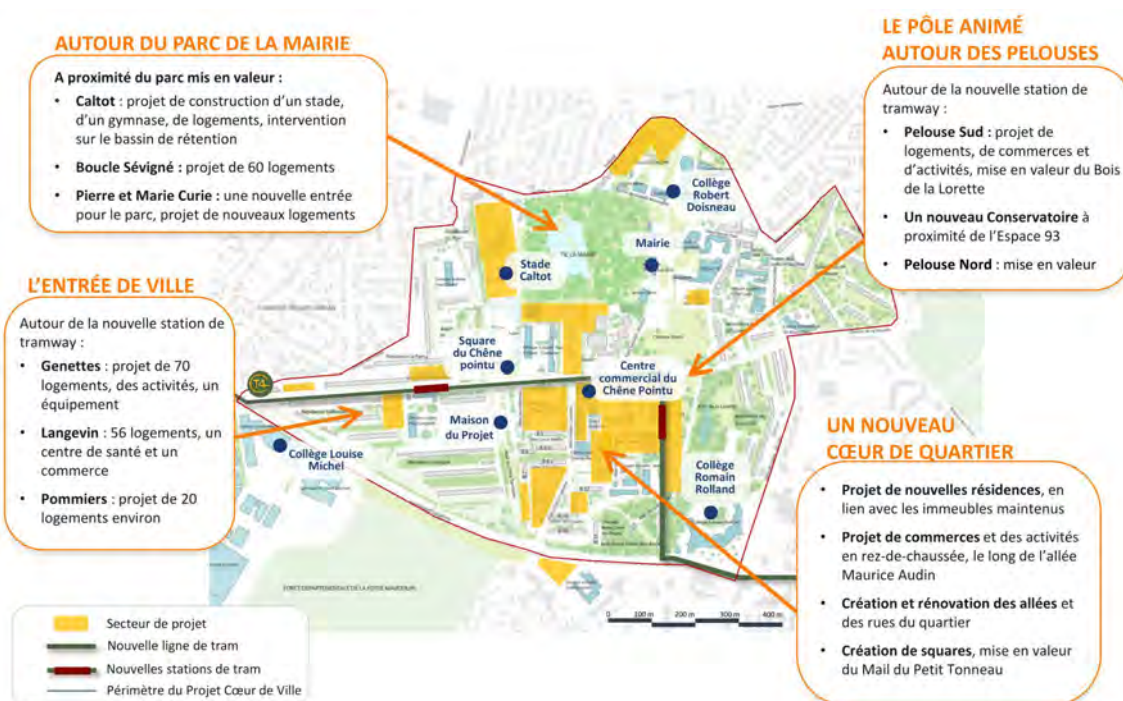 AUTOUR DU PARC DE LA MAIRIE
A proximité du parc mis en valeur :
• Caltot : projet de construction d'un stade,
d'un gymnase, de logements, intervention
sur le bassin de rétention
• Boucle Sévigné : projet de 60 logements
• Pierre et Marie Curie : une nouvelle entrée
pour le parc, projet de nouveaux logements
LE PÔLE ANIMÉ
AUTOUR DES PELOUSES
Autour de la nouvelle station de
tramway :
• Pelouse Sud : projet de
logements, de commerces et
d'activités, mise en valeur du Bois
de la Lorette
• Un nouveau Conservatoire à
proximité de l'Espace 93
• Pelouse Nord : mise en valeur
L'ENTRÉE DE VILLE
Autour de la nouvelle station de
tramway :
• Genettes : projet de 70
logements, des activités, un
équipement
• Langevin : 56 logements, un
centre de santé et un
commerce
• Pommiers : projet de 20
logements environ
Collège
Robert
Doisneau
Mairie
Stade
Caltot
Square
du Chêne
pointu
Centre
commercial du
Chêne Pointu
T4
Maison
du Projet
Collège Louise
Michel
Collège
Romain
Rolland
UN NOUVEAU
CŒUR DE QUARTIER
• Projet de nouvelles résidences, en
lien avec les immeubles maintenus
• Projet de commerces et des activités
en rez-de-chaussée, le long de l'allée
Maurice Audin
• Création et rénovation des allées et
des rues du quartier
• Création de squares, mise en valeur
du Mail du Petit Tonneau
100 m
200 m
300 m
400 m
Secteur de projet
Nouvelle ligne de tram
Nouvelles stations de tram
Périmètre du Projet Cœur de Ville